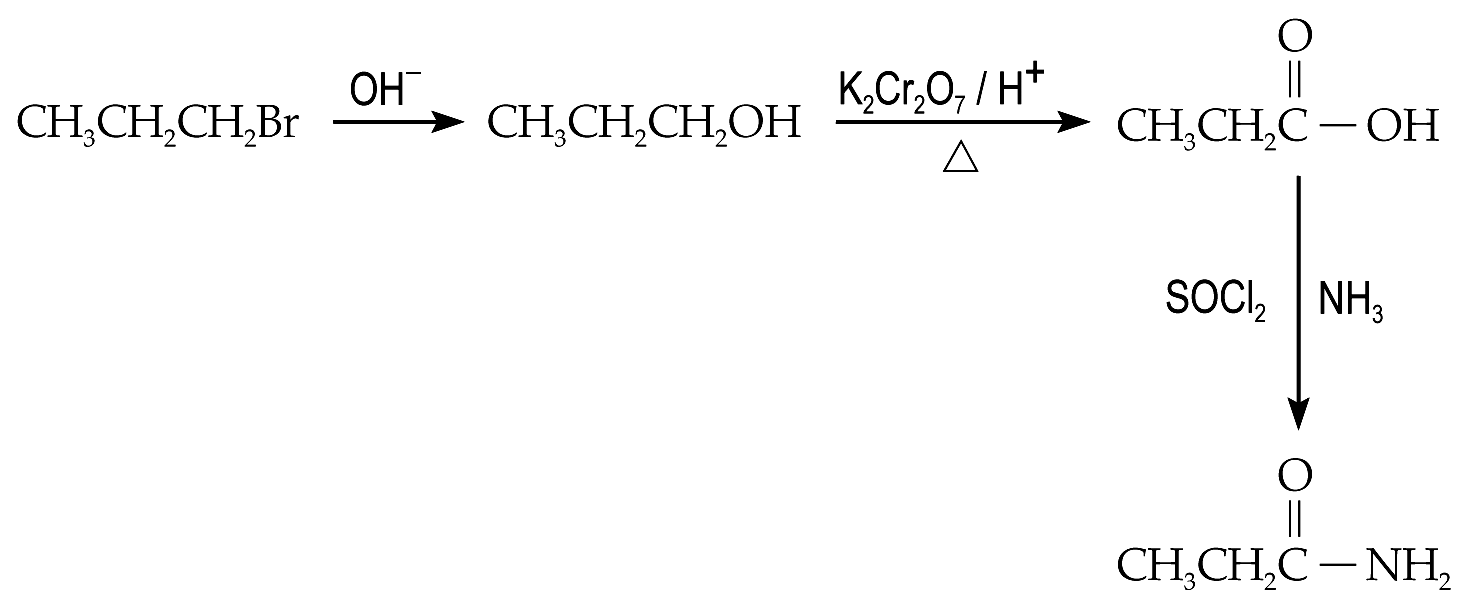 O
CH₃CH₂CH₂Br OH⁻ CH₃CH₂CH₂OH K₂Cr₂O₇ / H⁺ CH₃CH₂C – OH
△
SOCl₂ NH₃
O
CH₃CH₂C – NH₂